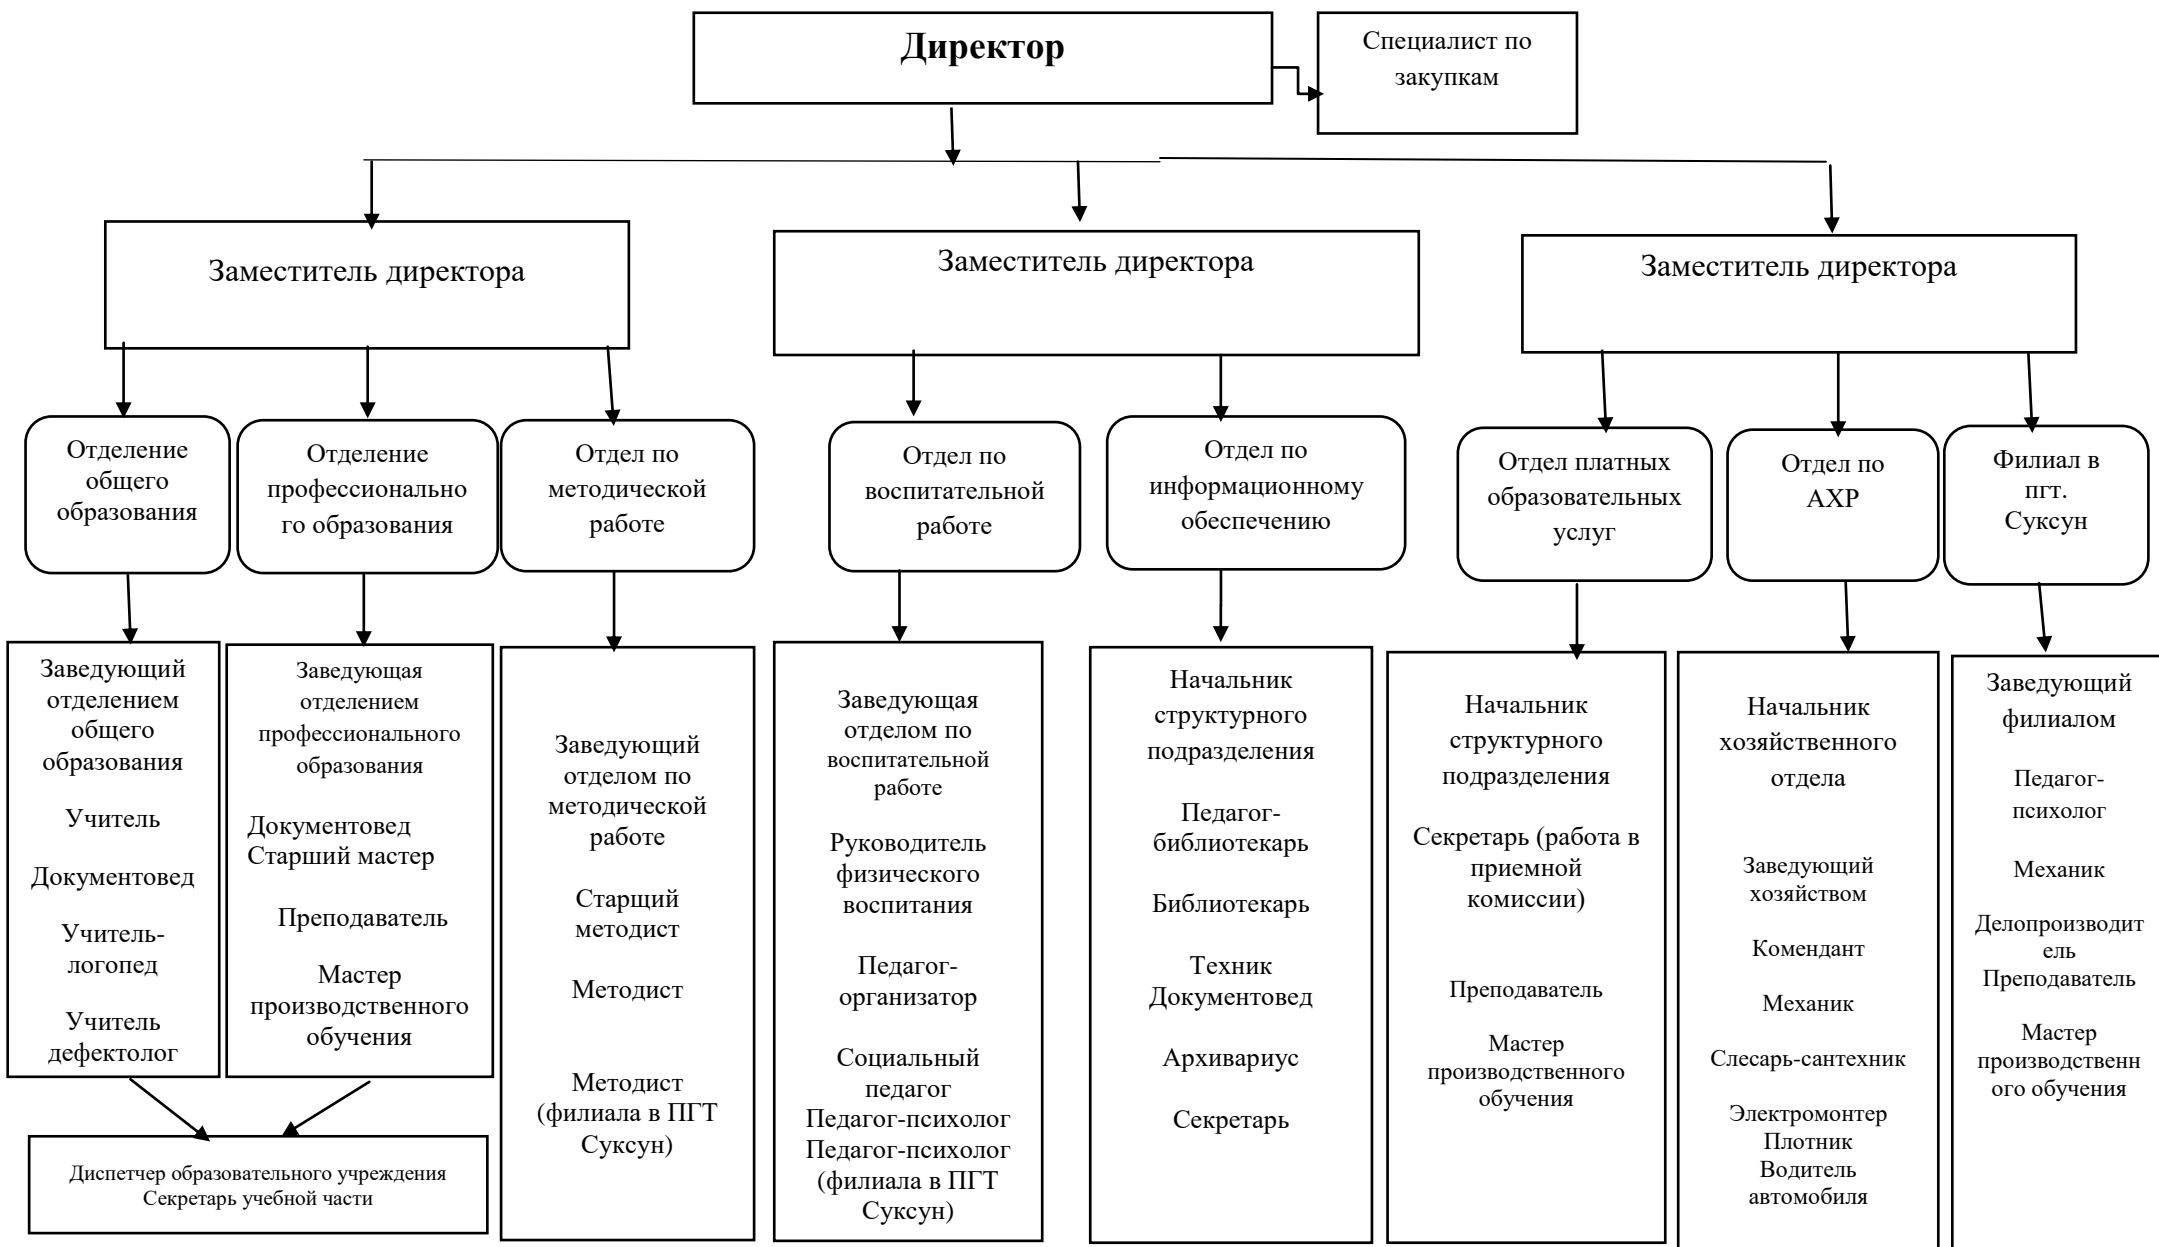 Директор
Специалист по
закупкам
Заместитель директора
Заместитель директора
Заместитель директора
Отделение
общего
образования
Отделение
профессионально
го образования
Отдел по
методической
работе
Отдел по
воспитательной
работе
Отдел по
информационному
обеспечению
Отдел платных
образовательных
услуг
Отдел по
АХР
Филиал в
пгт.
Суксун
Заведующий
отделением
общего
образования
Учитель
Документовед
Учитель-
логопед
Учитель
дефектолог
Заведующая
отделением
профессионального
образования
Документовед
Старший мастер
Преподаватель
Мастер
производственного
обучения
Диспетчер образовательного учреждения
Секретарь учебной части
Заведующий
отделом по
методической
работе
Старщий
методист
Методист
Методист
(филиала в ПГТ
Суксун)
Заведующая
отделом по
воспитательной
работе
Руководитель
физического
воспитания
Педагог-
организатор
Социальный
педагог
Педагог-психолог
Педагог-психолог
(филиала в ПГТ
Суксун)
Начальник
структурного
подразделения
Педагог-
библиотекарь
Библиотекарь
Техник
Документовед
Архивариус
Секретарь
Начальник
структурного
подразделения
Секретарь (работа в
приемной
комиссии)
Преподаватель
Мастер
производственного
обучения
Начальник
хозяйственного
отдела
Заведующий
хозяйством
Комендант
Механик
Слесарь-сантехник
Электромонтер
Плотник
Водитель
автомобиля
Заведующий
филиалом
Педагог-
психолог
Механик
Делопроизводит
ель
Преподаватель
Мастер
производственн
ого обучения